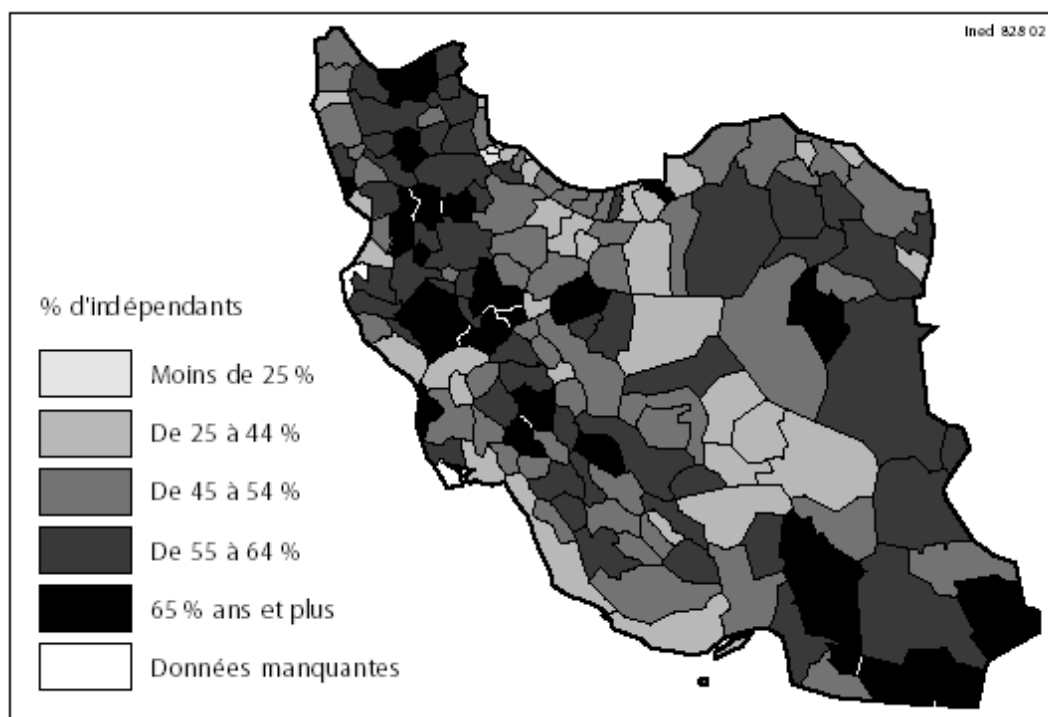 Ined 828 02
% d'indépendants
Moins de 25 %
De 25 à 44 %
De 45 à 54 %
De 55 à 64 %
65 % ans et plus
Données manquantes